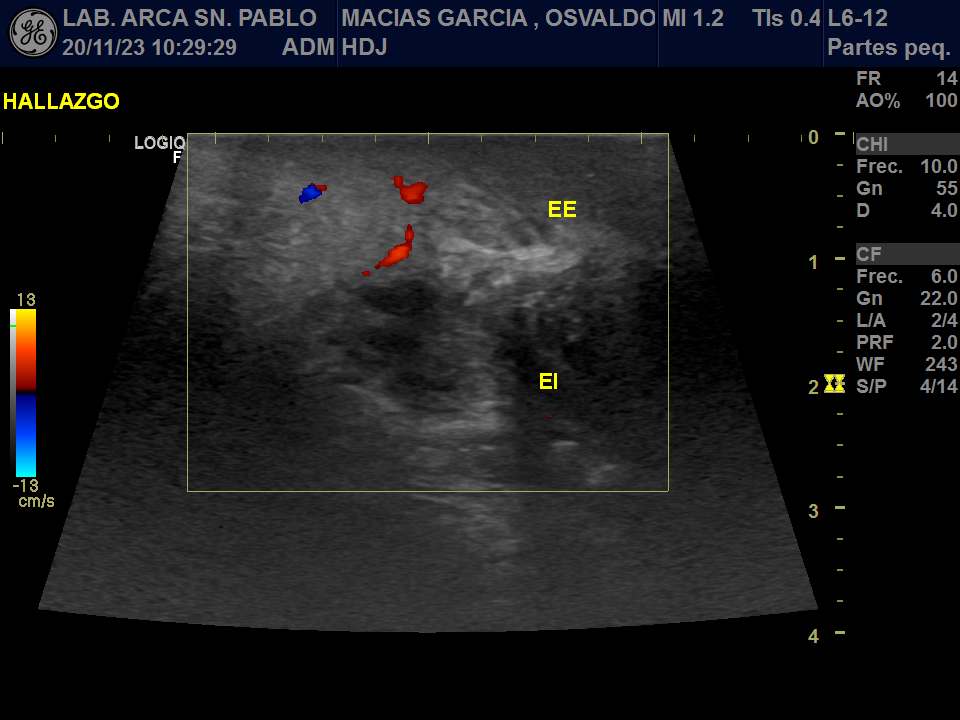 LAB. ARCA SN. PABLO MACIAS GARCIA , OSVALDO MI 1.2 TIs 0.4 L6-12
20/11/23 10:29:29 ADM HDJ Partes peq.
HALLAZGO
FR 14
AO% 100
LOGIQ
F
CHI
Frec. 10.0
Gn 55
D 4.0
CF
Frec. 6.0
Gn 22.0
L/A 2/4
PRF 2.0
WF 243
S/P 4/14
0
1
2
3
4
EE
EI
13
-13
cm/s